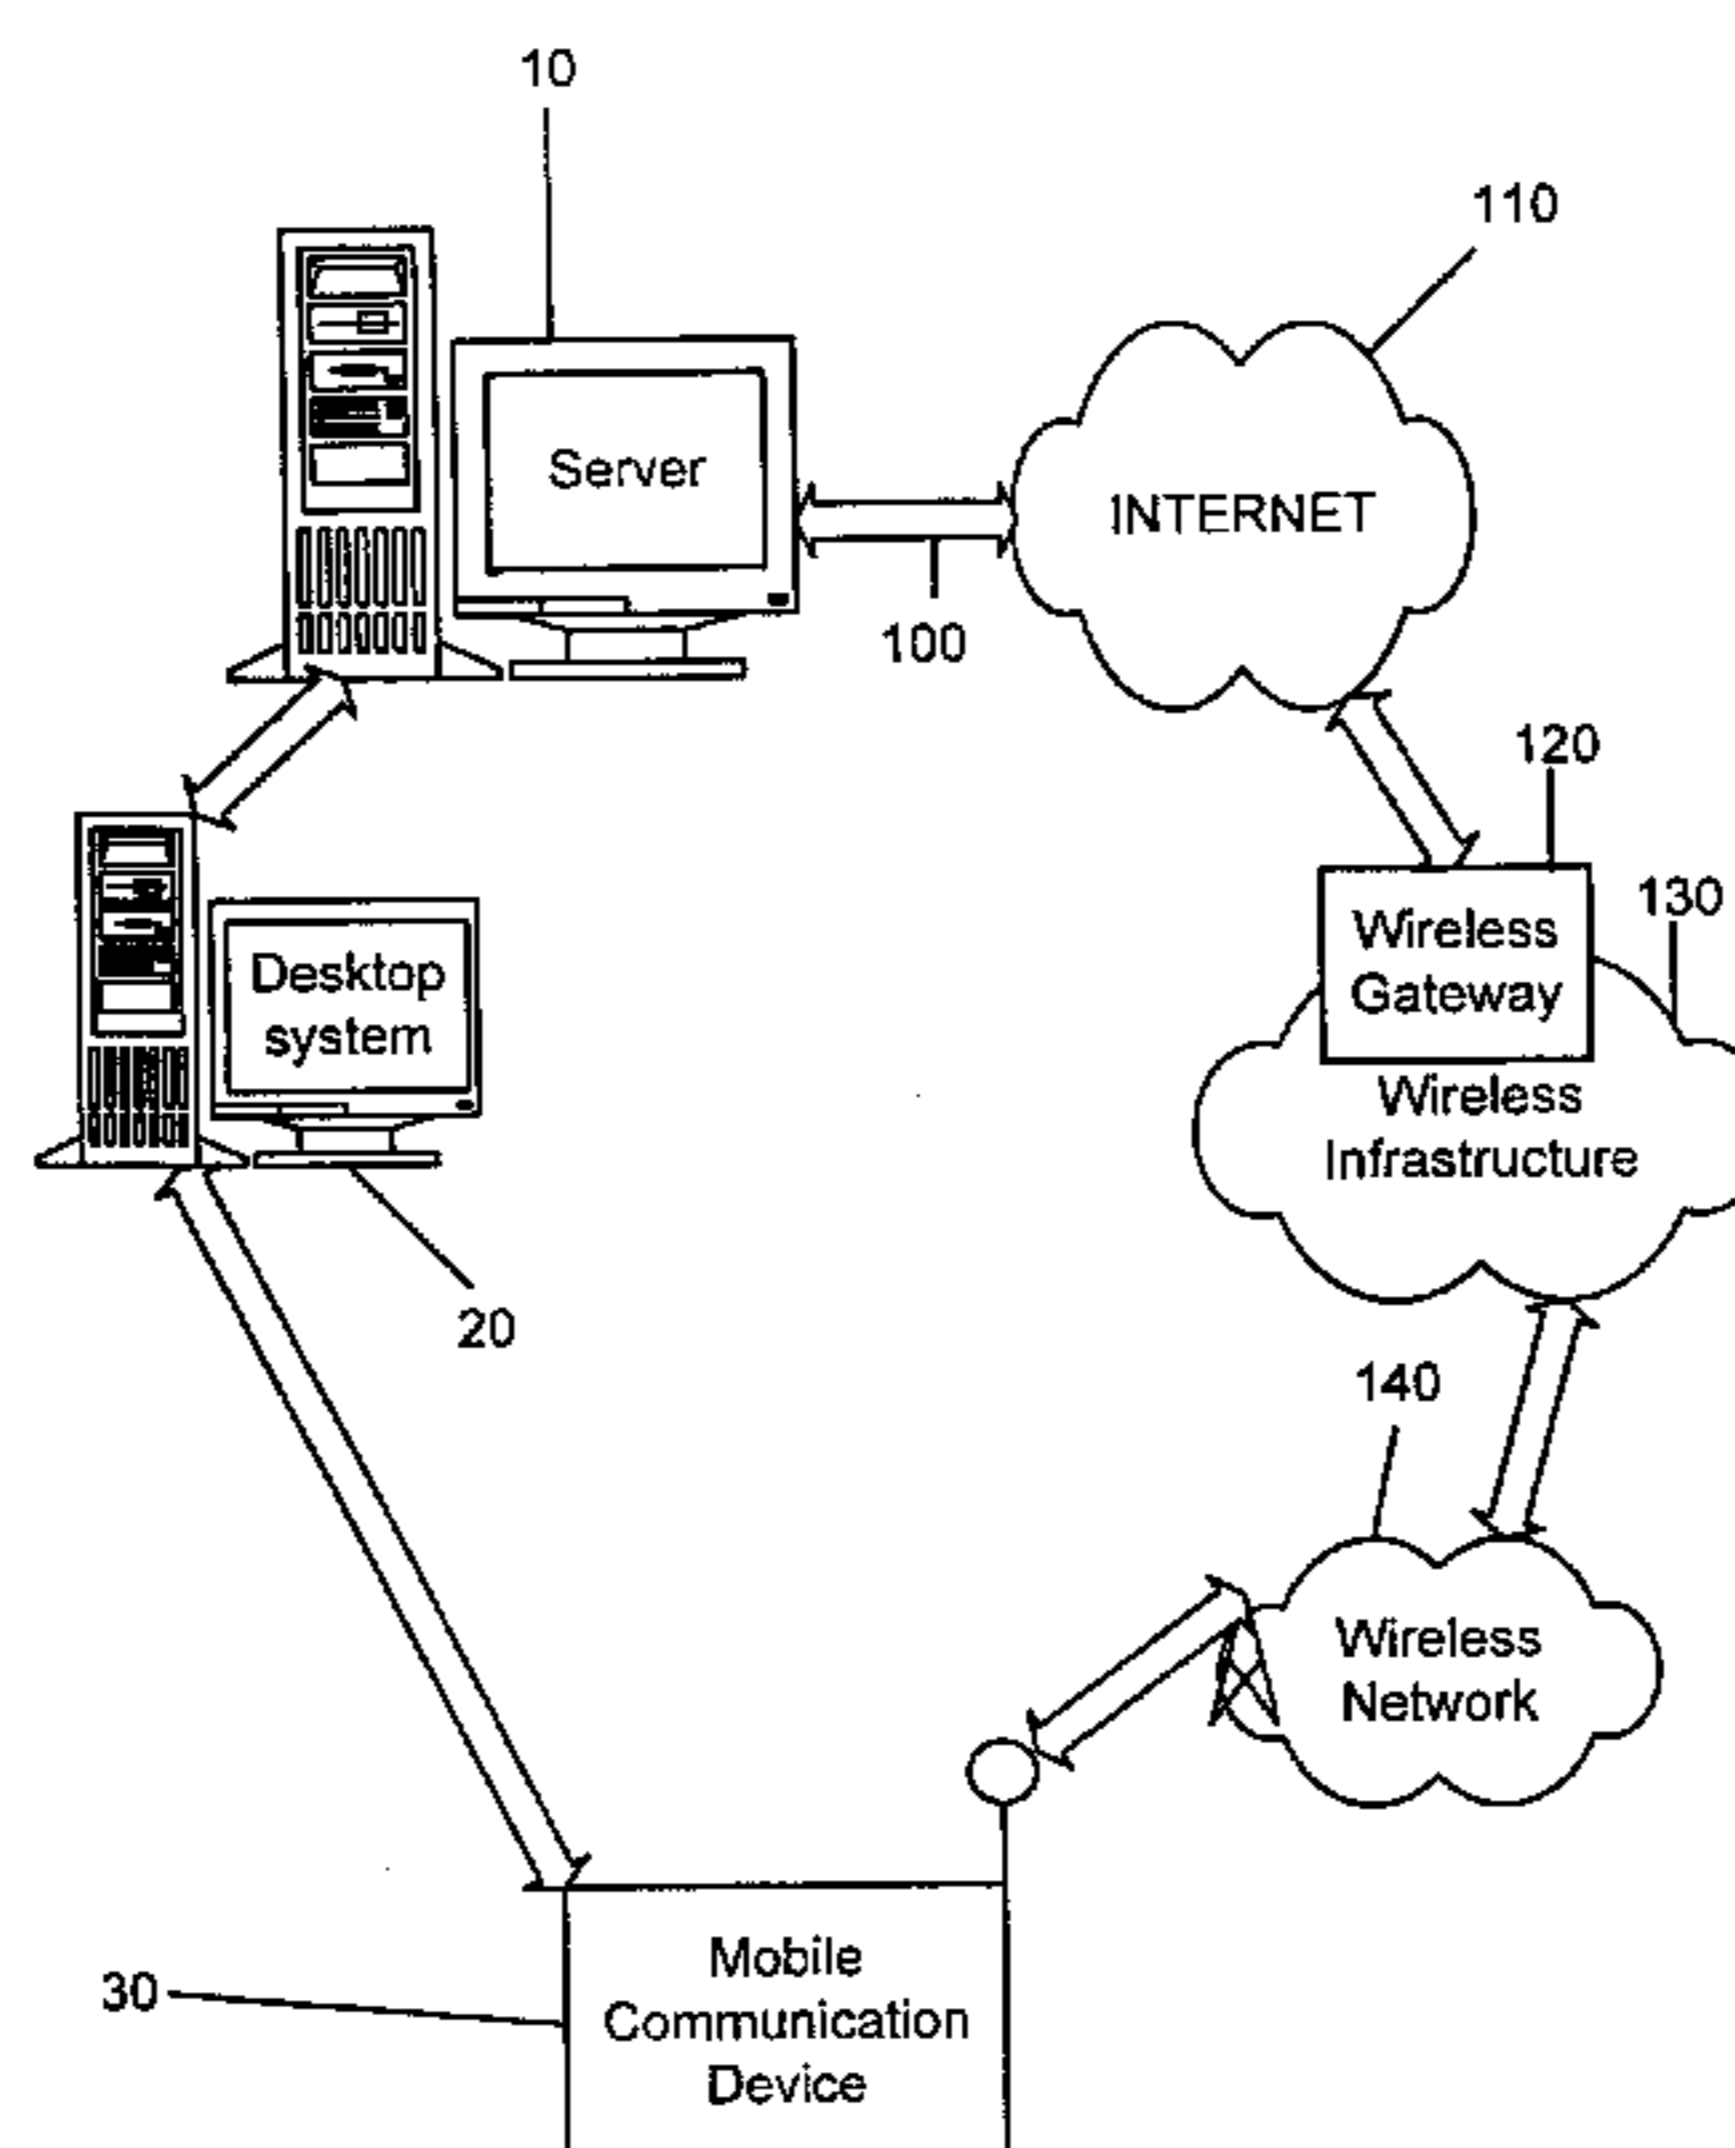 10
110
Server
INTERNET
100
120
130
Wireless
Gateway
Desktop
system
Wireless
Infrastructure
20
140
Wireless
Network
30
Mobile
Communication
Device